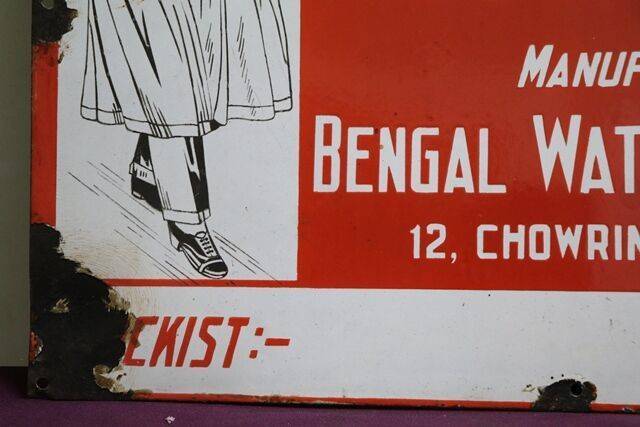 MANUF
BENGAL WAT
12, CHOWRIN
EKIST:-